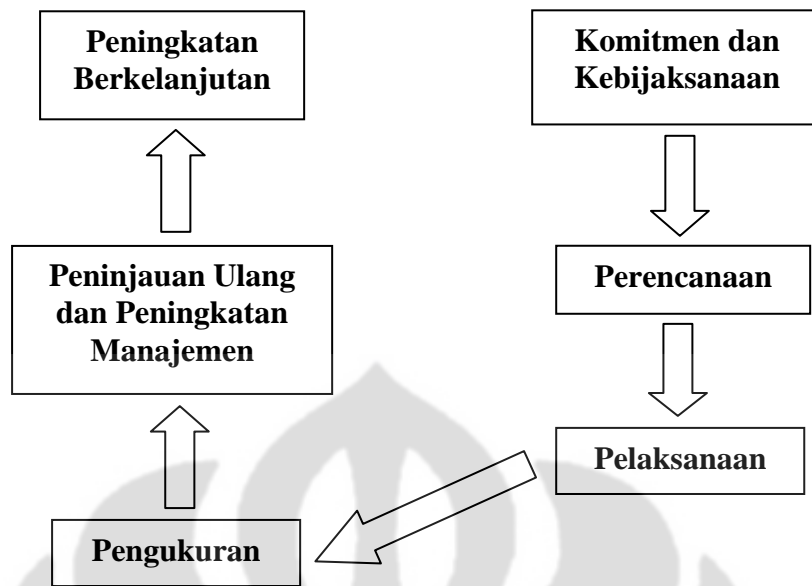 Peningkatan
Berkelanjutan
Komitmen dan
Kebijaksanaan
Peninjauan Ulang
dan Peningkatan
Manajemen
Perencanaan
Pelaksanaan
Pengukuran